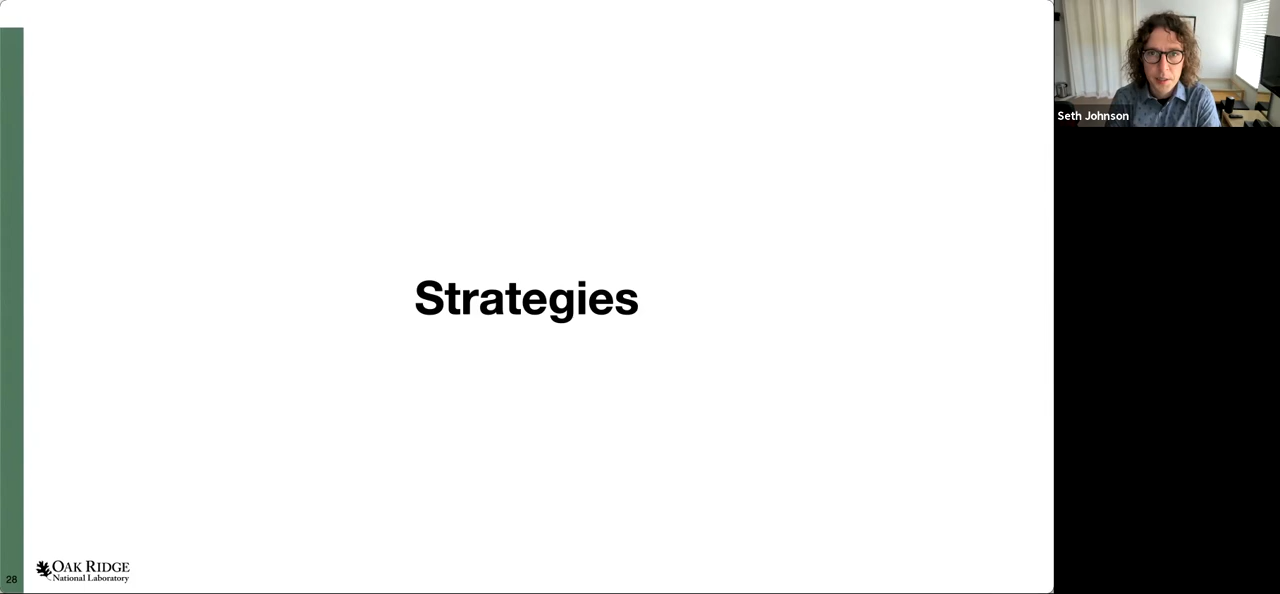 Strategies
28
OAK RIDGE
National Laboratory
Seth Johnson